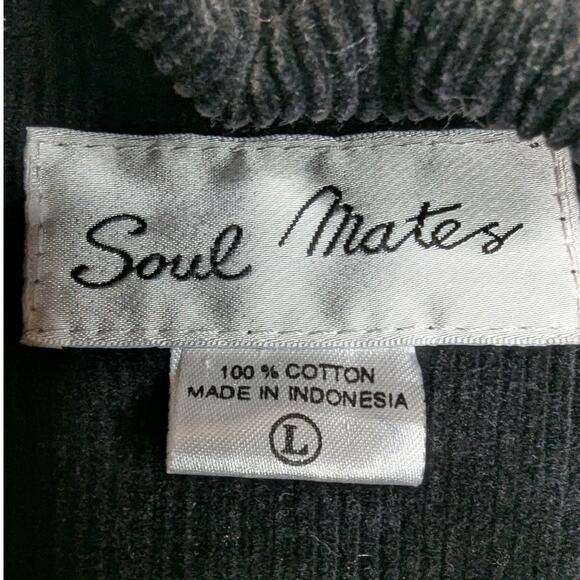 Soul Mates
100 % COTTON
MADE IN INDONESIA
L